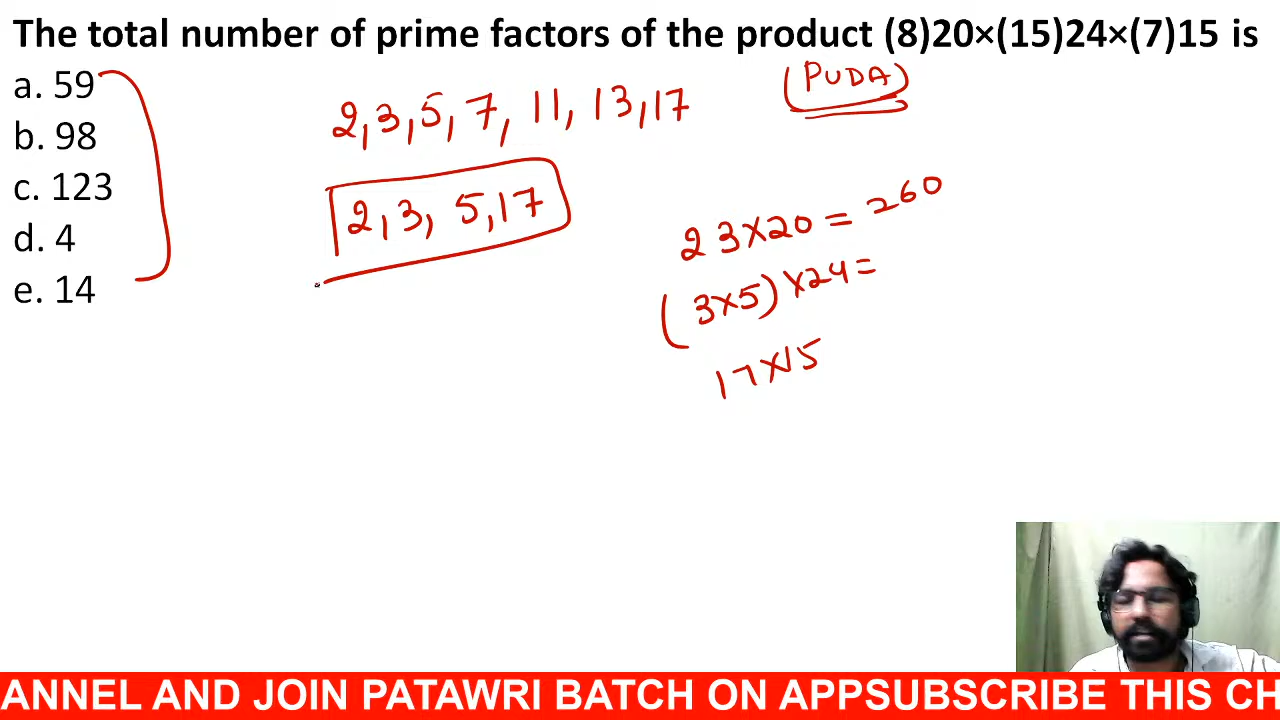 The total number of prime factors of the product (8)20×(15)24×(7)15 is
a. 59
b. 98
c. 123
d. 4
e. 14
(PUDA)
2,3,5,7,11,13,17
2,3, 5,17
23×20=260
(3×5)×24=
17×15
ANNEL AND JOIN PATAWRI BATCH ON APPSUBSCRIBE THIS CH